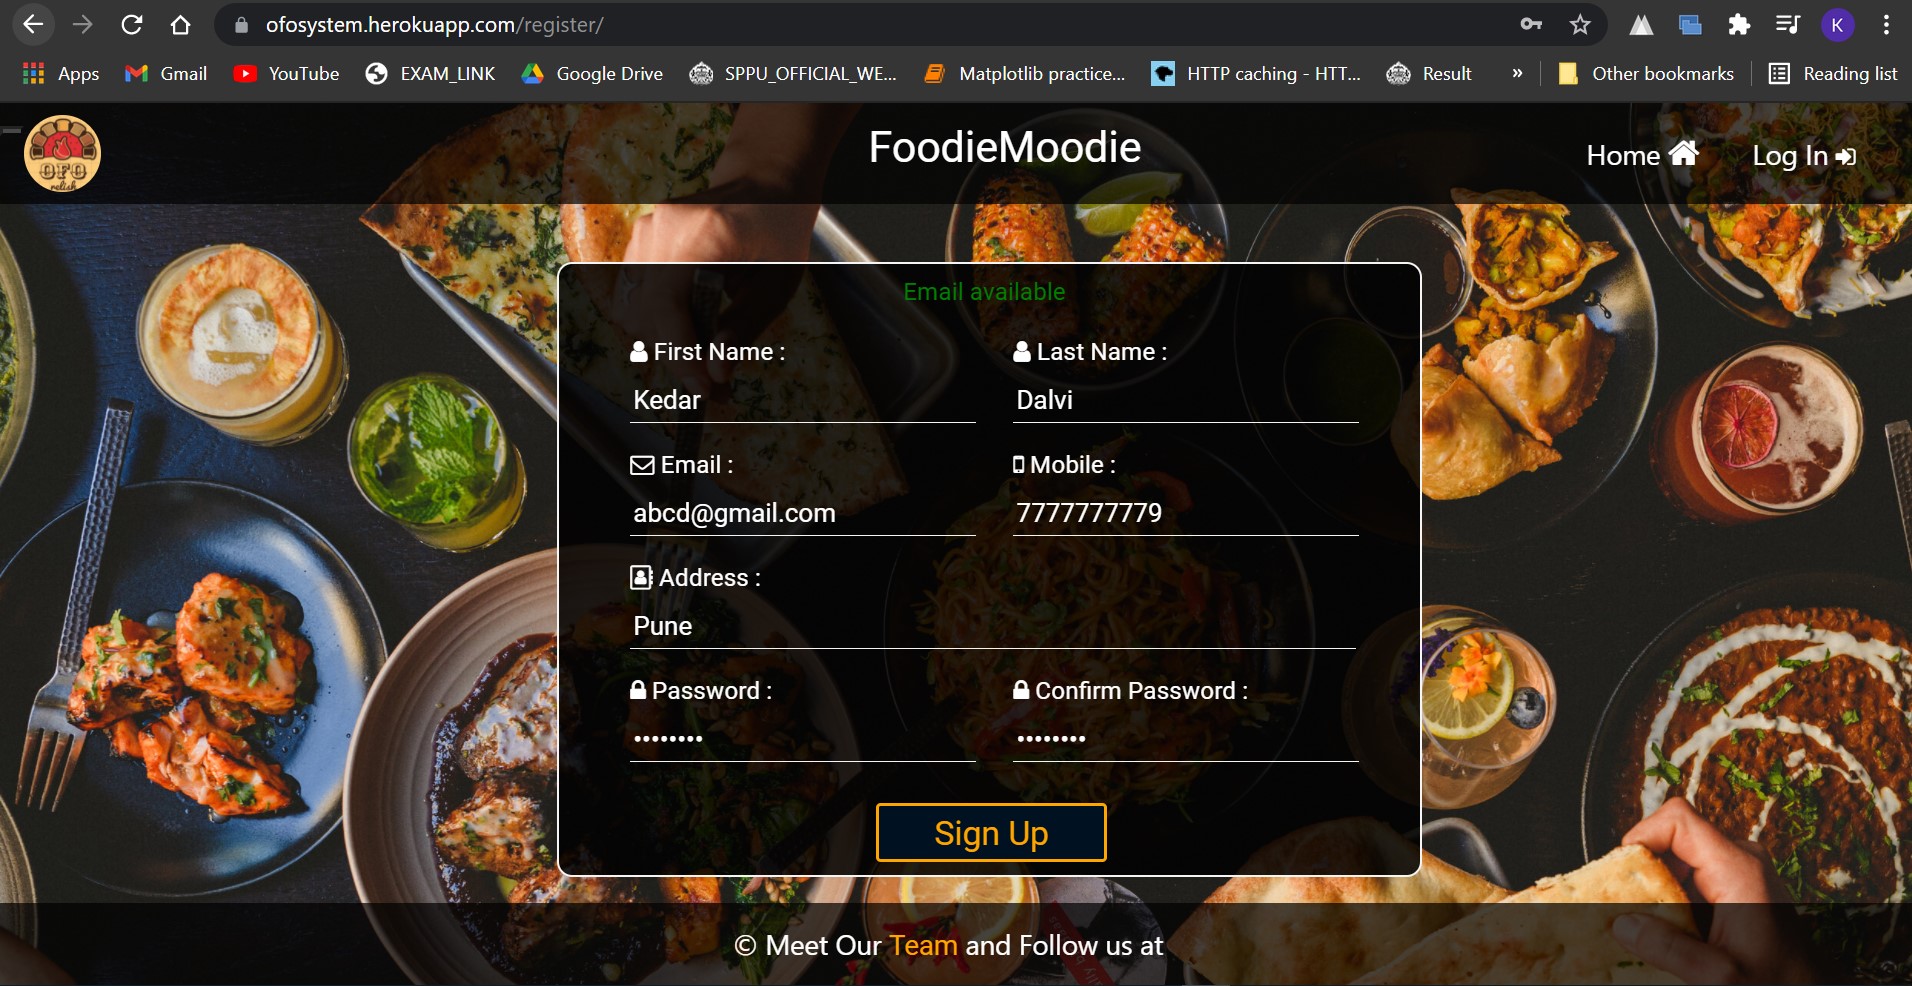 ofosystem.herokuapp.com/register/
K
Apps Gmail YouTube EXAM_LINK Google Drive SPPU_OFFICIAL_WE... Matplotlib practice... HTTP caching - HTT... Result » Other bookmarks Reading list
OFO
relish
FoodieMoodie
Home Log In
Email available
First Name : Last Name :
Kedar Dalvi
Email : Mobile :
abcd@gmail.com 7777777779
Address :
Pune
Password : Confirm Password :
•••••••• ••••••••
Sign Up
© Meet Our Team and Follow us at